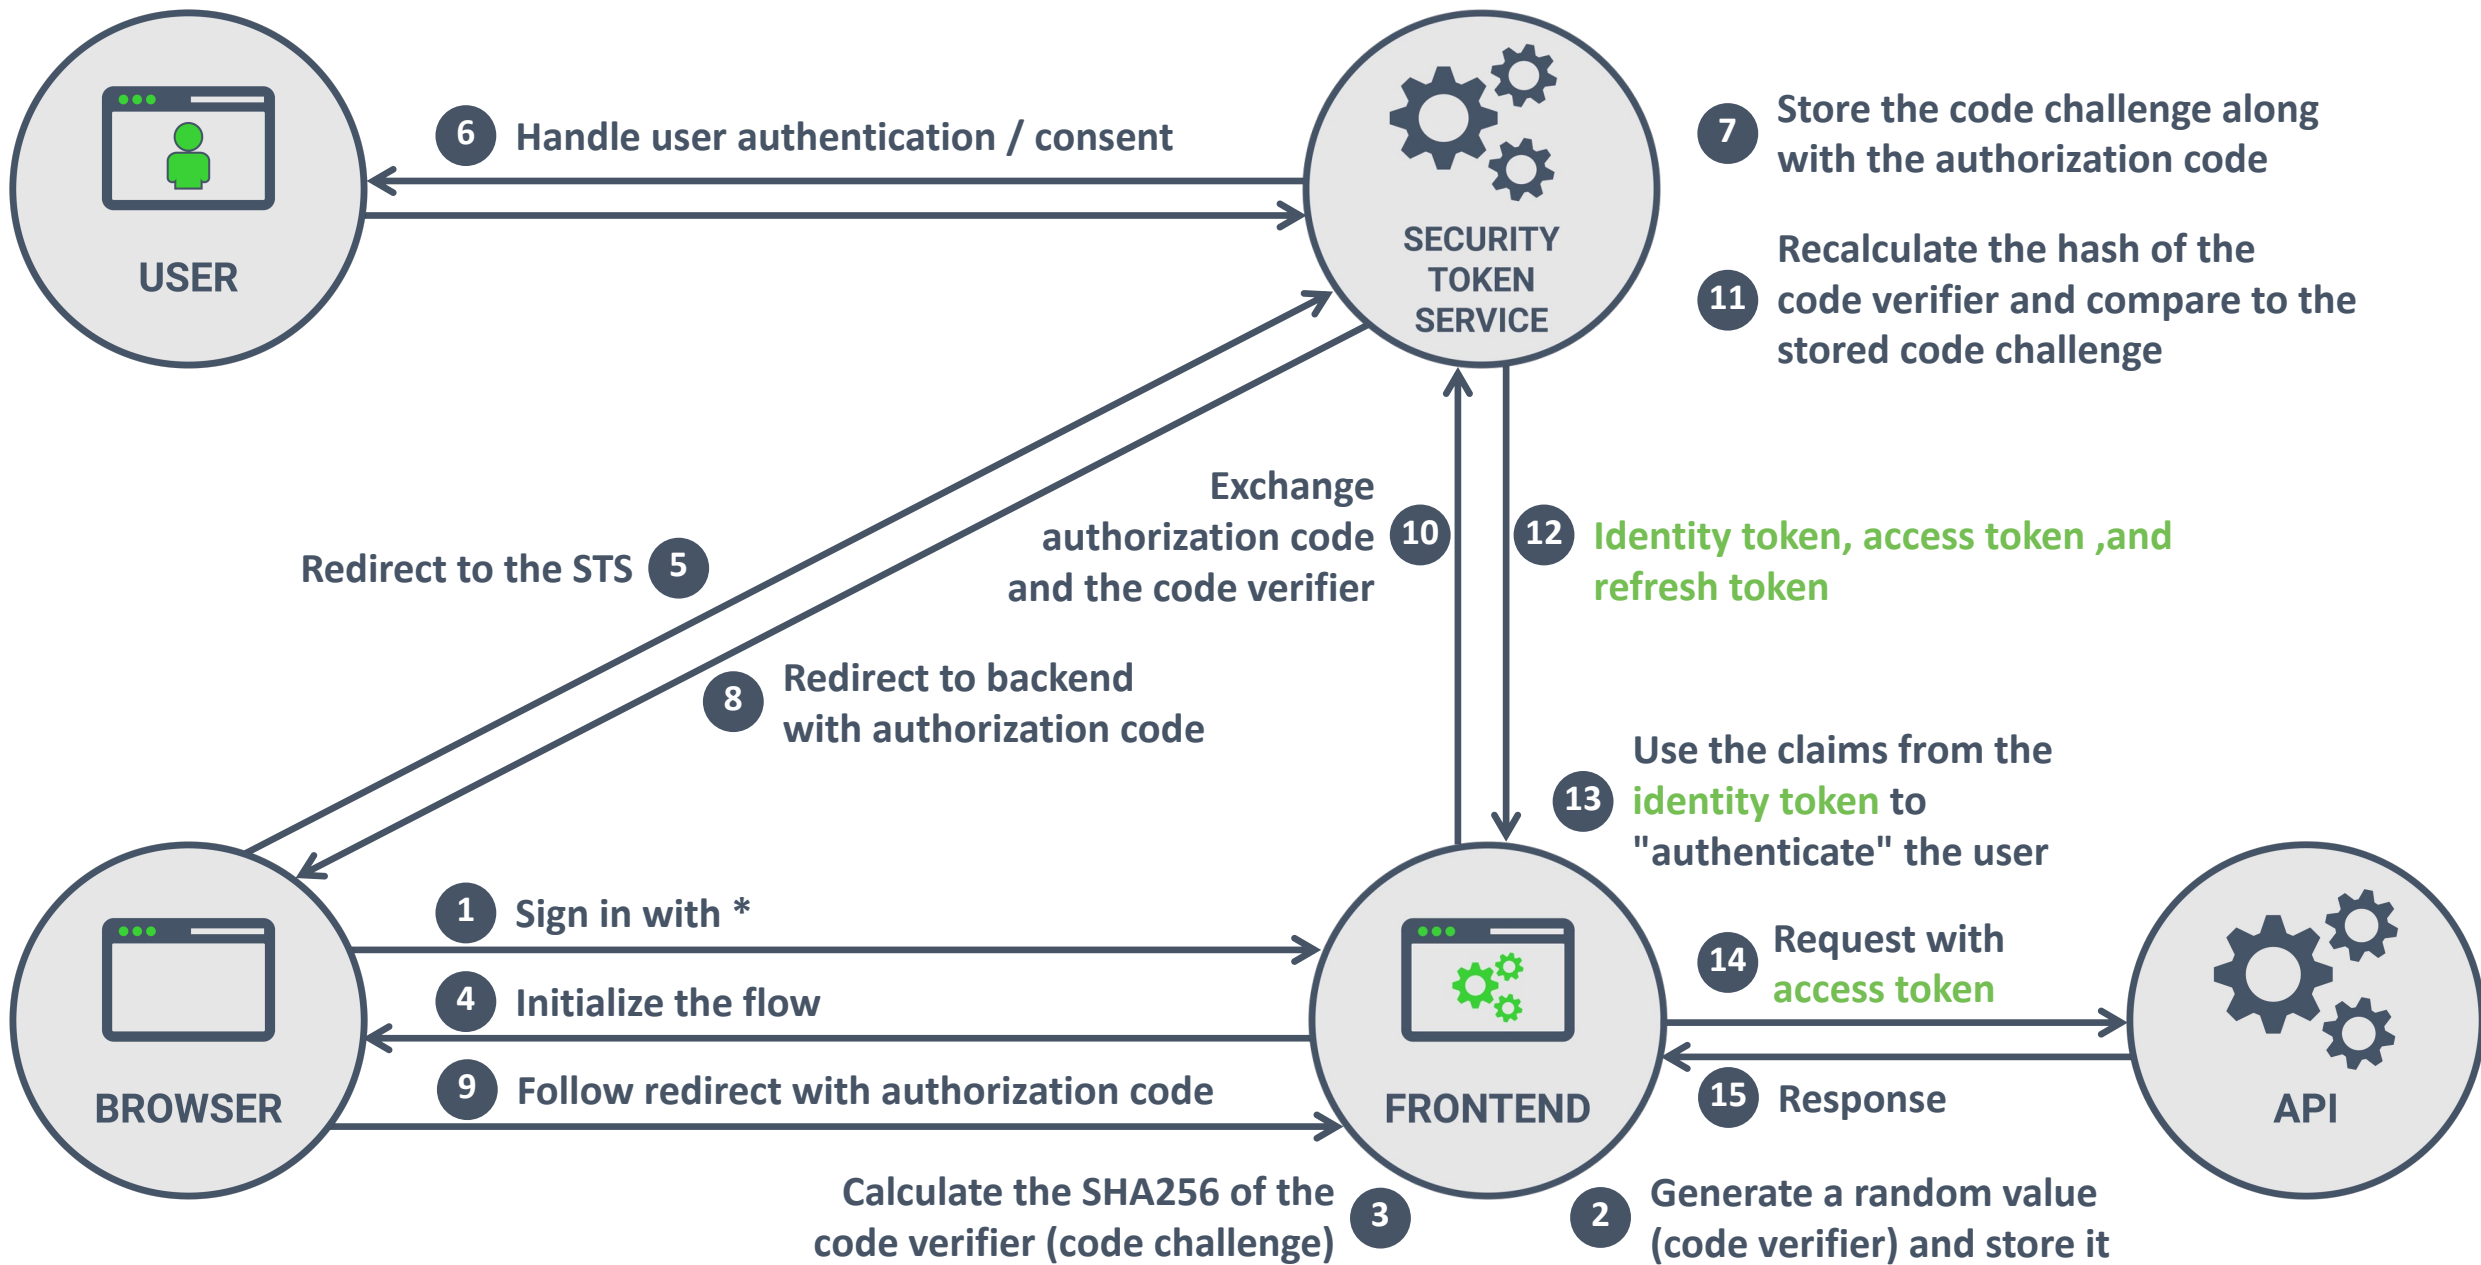 6 Handle user authentication / consent
USER
SECURITY
TOKEN
SERVICE
7 Store the code challenge along
with the authorization code
11 Recalculate the hash of the
code verifier and compare to the
stored code challenge
Redirect to the STS 5
8 Redirect to backend
with authorization code
10 Exchange
authorization code
and the code verifier
12 Identity token, access token ,and
refresh token
13 Use the claims from the
identity token to
"authenticate" the user
1 Sign in with *
4 Initialize the flow
9 Follow redirect with authorization code
BROWSER
FRONTEND
14 Request with
access token
15 Response
API
Calculate the SHA256 of the
code verifier (code challenge) 3
2 Generate a random value
(code verifier) and store it